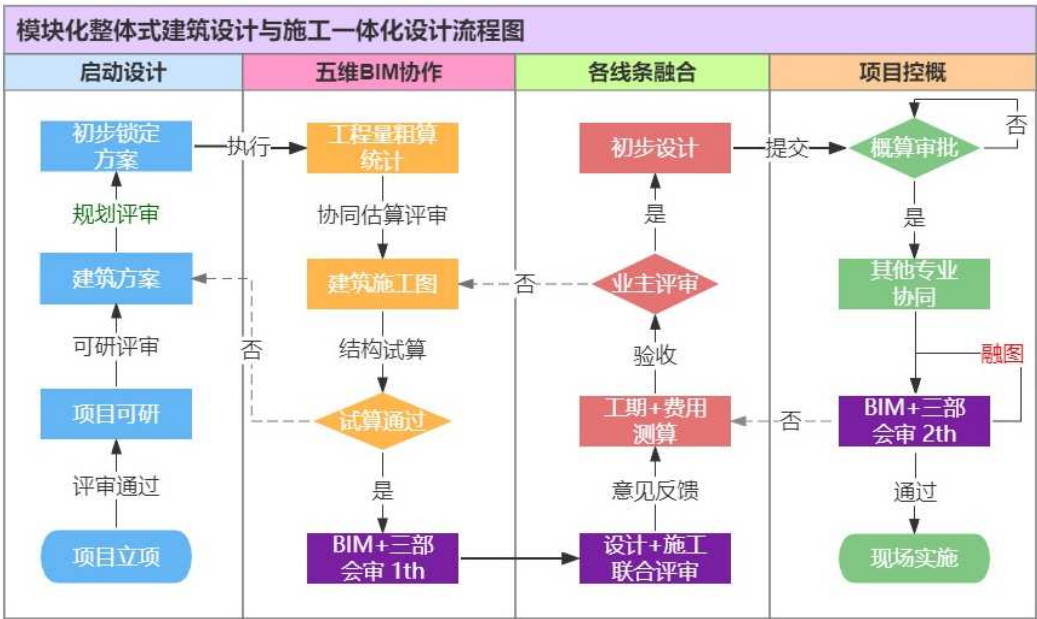 模块化整体式建筑设计与施工一体化设计流程图
启动设计
五维BIM协作
各线条融合
项目控概
初步锁定
方案
规划评审
建筑方案
可研评审
项目可研
评审通过
项目立项
执行
工程量粗算
统计
协同估算评审
建筑施工图
结构试算
否
试算通过
是
BIM+三部
会审 1th
初步设计
是
否
业主评审
验收
工期+费用
测算
意见反馈
设计+施工
联合评审
提交
概算审批
否
是
其他专业
协同
融图
BIM+三部
会审 2th
否
通过
现场实施